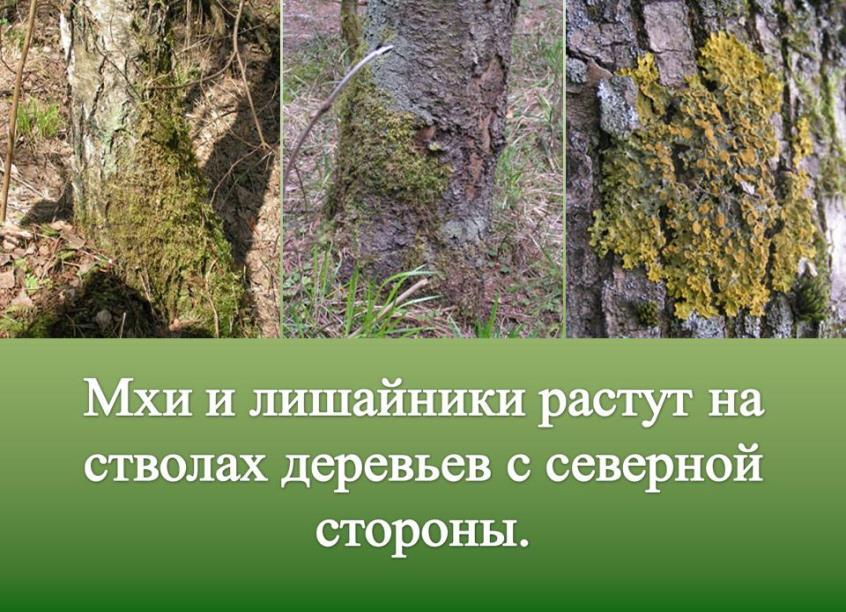 Мхи и лишайники растут на
стволах деревьев с северной
стороны.